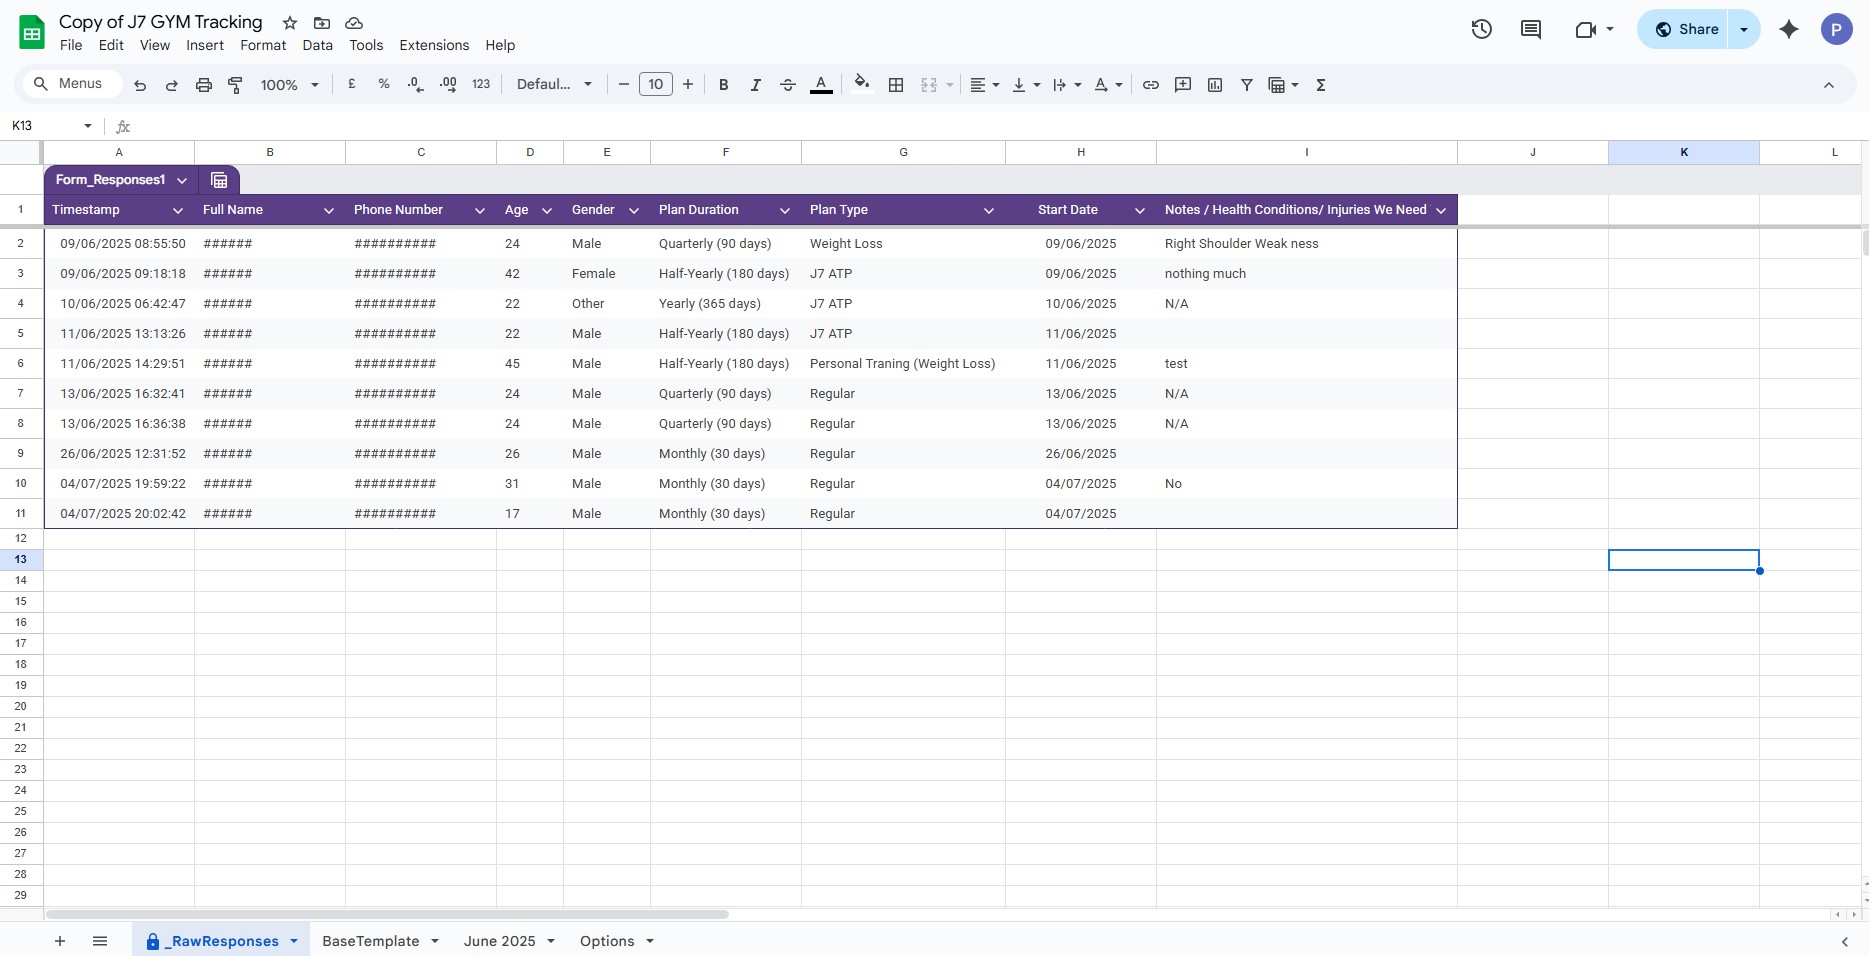 Copy of J7 GYM Tracking
File Edit View Insert Format Data Tools Extensions Help
Share
P
Menus 100% £ % .0 .00 123 Defaul... 10 B I A A Σ
K13 fx
A B C D E F G H I J K L
Form_Responses1
1 Timestamp Full Name Phone Number Age Gender Plan Duration Plan Type Start Date Notes / Health Conditions/ Injuries We Need
2 09/06/2025 08:55:50 ###### ########## 24 Male Quarterly (90 days) Weight Loss 09/06/2025 Right Shoulder Weak ness
3 09/06/2025 09:18:18 ###### ########## 42 Female Half-Yearly (180 days) J7 ATP 09/06/2025 nothing much
4 10/06/2025 06:42:47 ###### ########## 22 Other Yearly (365 days) J7 ATP 10/06/2025 N/A
5 11/06/2025 13:13:26 ###### ########## 22 Male Half-Yearly (180 days) J7 ATP 11/06/2025
6 11/06/2025 14:29:51 ###### ########## 45 Male Half-Yearly (180 days) Personal Traning (Weight Loss) 11/06/2025 test
7 13/06/2025 16:32:41 ###### ########## 24 Male Quarterly (90 days) Regular 13/06/2025 N/A
8 13/06/2025 16:36:38 ###### ########## 24 Male Quarterly (90 days) Regular 13/06/2025 N/A
9 26/06/2025 12:31:52 ###### ########## 26 Male Monthly (30 days) Regular 26/06/2025
10 04/07/2025 19:59:22 ###### ########## 31 Male Monthly (30 days) Regular 04/07/2025 No
11 04/07/2025 20:02:42 ###### ########## 17 Male Monthly (30 days) Regular 04/07/2025
12
13
14
15
16
17
18
19
20
21
22
23
24
25
26
27
28
29
_RawResponses BaseTemplate June 2025 Options